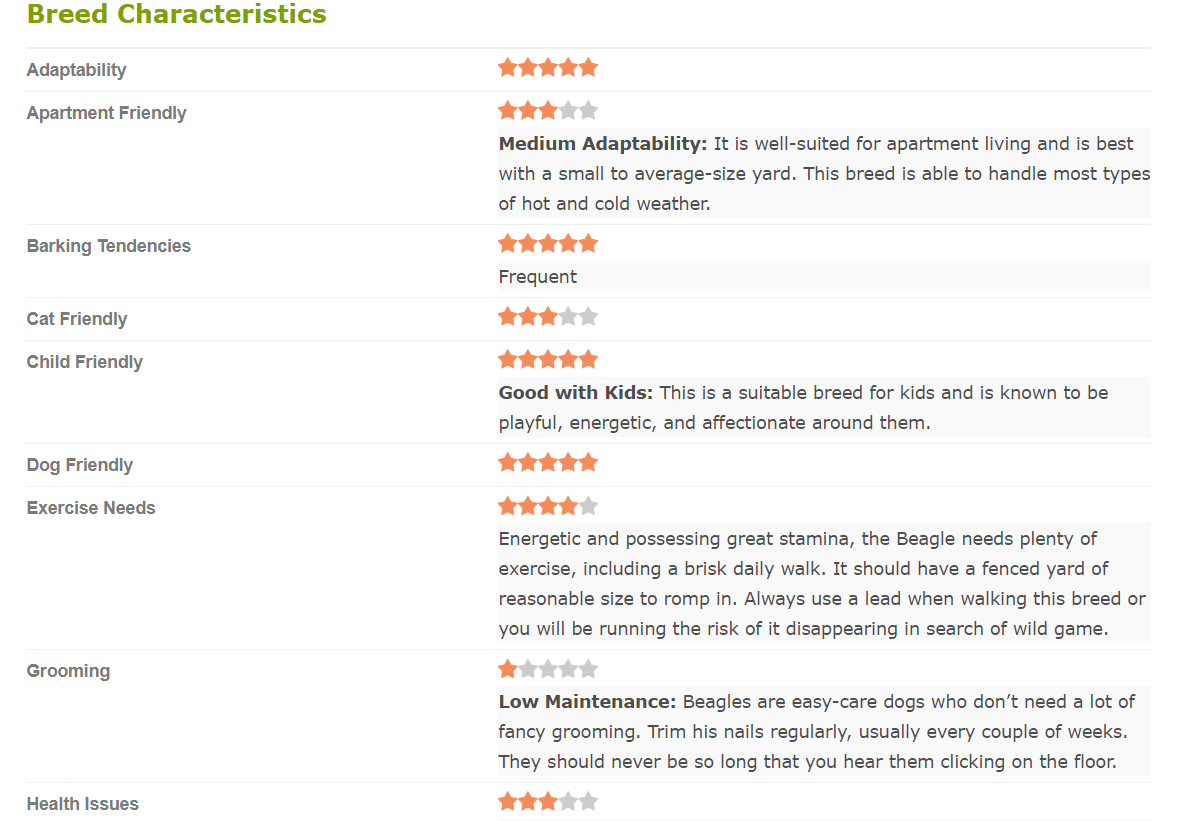 Breed Characteristics
Adaptability
Apartment Friendly
Medium Adaptability: It is well-suited for apartment living and is best
with a small to average-size yard. This breed is able to handle most types
of hot and cold weather.
Barking Tendencies
Frequent
Cat Friendly
Child Friendly
Good with Kids: This is a suitable breed for kids and is known to be
playful, energetic, and affectionate around them.
Dog Friendly
Exercise Needs
Energetic and possessing great stamina, the Beagle needs plenty of
exercise, including a brisk daily walk. It should have a fenced yard of
reasonable size to romp in. Always use a lead when walking this breed or
you will be running the risk of it disappearing in search of wild game.
Grooming
Low Maintenance: Beagles are easy-care dogs who don’t need a lot of
fancy grooming. Trim his nails regularly, usually every couple of weeks.
They should never be so long that you hear them clicking on the floor.
Health Issues